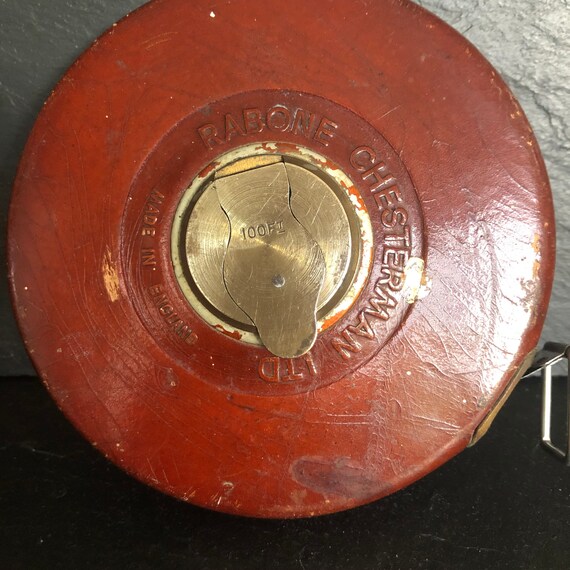 RABONE CHESTERMAN LTD
MADE IN ENGLAND
100FT